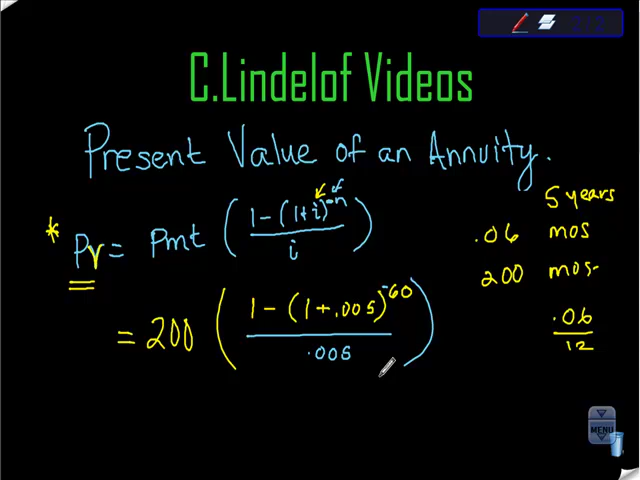 C.Lindelof Videos
Present Value of an Annuity.
5 years
* Pv = Pmt ( 1 - (1+i)^-n / i )
.06 mos
200 mos.
= 200 ( 1 - (1 + .005)^-60 / .005 )
.06
12
MENU